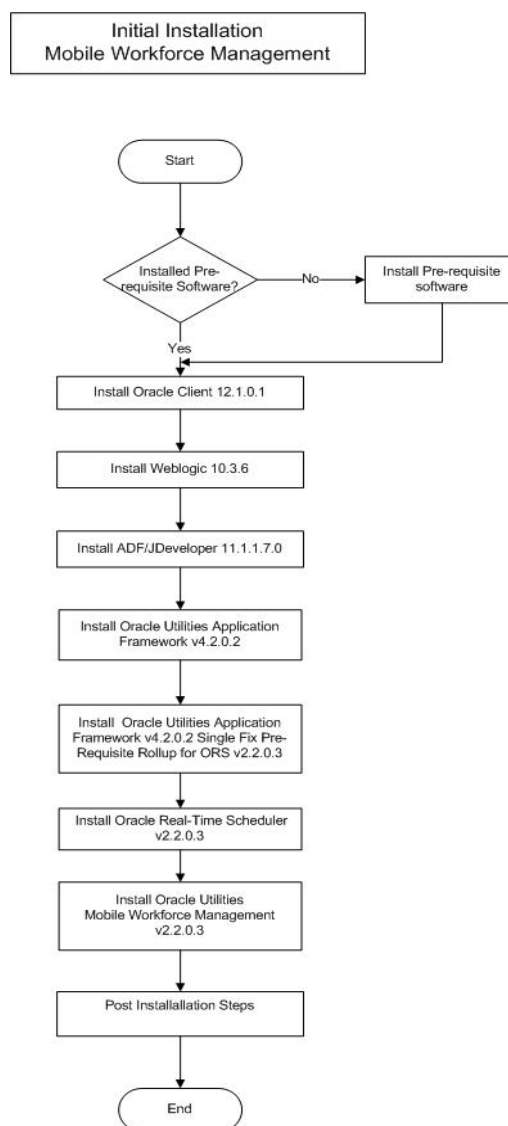 Initial Installation
Mobile Workforce Management
Start
Installed Pre-
requisite Software?
No
Install Pre-requisite
software
Yes
Install Oracle Client 12.1.0.1
Install Weblogic 10.3.6
Install ADF/JDeveloper 11.1.1.7.0
Install Oracle Utilities Application
Framework v4.2.0.2
Install Oracle Utilities Application
Framework v4.2.0.2 Single Fix Pre-
Requisite Rollup for ORS v2.2.0.3
Install Oracle Real-Time Scheduler
v2.2.0.3
Install Oracle Utilities
Mobile Workforce Management
v2.2.0.3
Post Installallation Steps
End